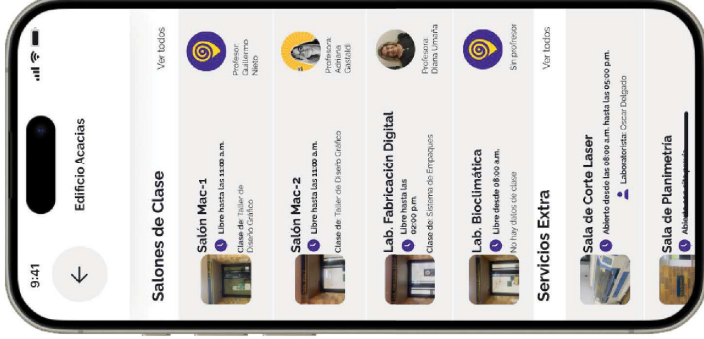 9:41
Edificio Acacias
Salones de Clase
Ver todos
Salón Mac-1
Libre hasta las 11:00 a.m.
Clase de: Taller de
Diseño Gráfico
Profesor:
Guillermo
Nieto
Salón Mac-2
Libre hasta las 11:00 a.m.
Clase de: Taller de Diseño Gráfico
Profesora:
Adriana
Gastaldi
Lab. Fabricación Digital
Libre hasta las
02:00 p.m.
Clase de: Sistema de Empaques
Profesora:
Diana Umaña
Lab. Bioclimática
Libre desde 08:00 a.m.
No hay datos de clase
Sin profesor
Servicios Extra
Ver todos
Sala de Corte Laser
Abierto desde las 08:00 a.m. hasta las 05:00 p.m.
Laboratorista: Oscar Delgado
Sala de Planimetría